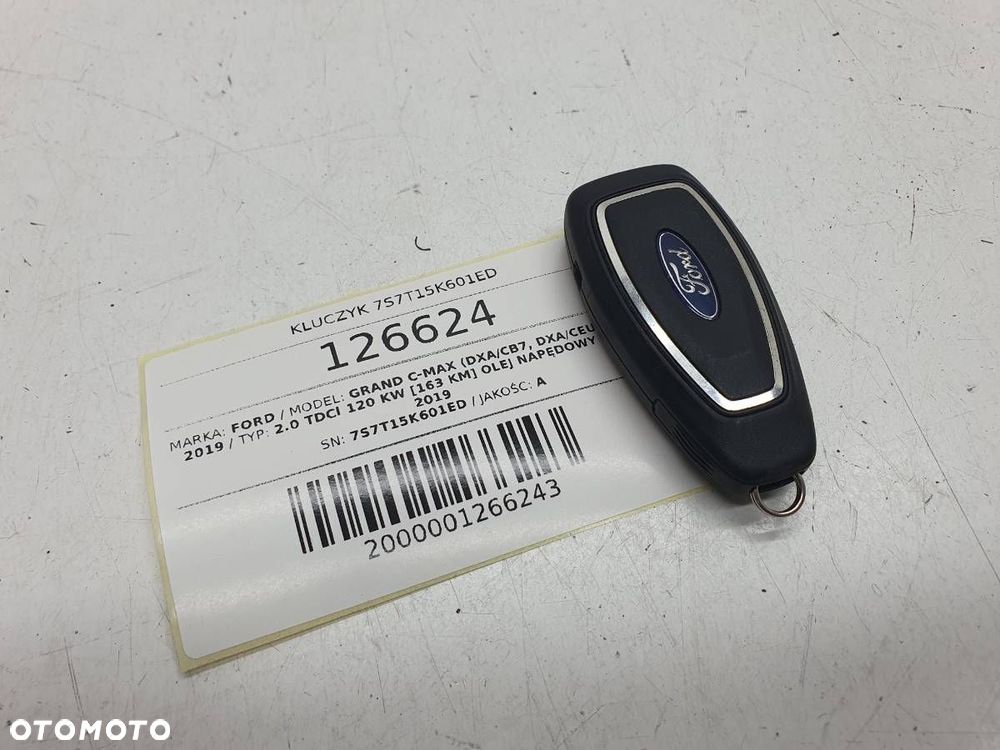 KLUCZYK 7S7T15K601ED
126624
MARKA: FORD / MODEL: GRAND C-MAX (DXA/CB7, DXA/CEU
2019 / TYP: 2.0 TDCI 120 KW [163 KM] OLEJ NAPĘDOWY
2019
SN: 7S7T15K601ED / JAKOŚĆ: A
2000001266243
Ford
OTOMOTO